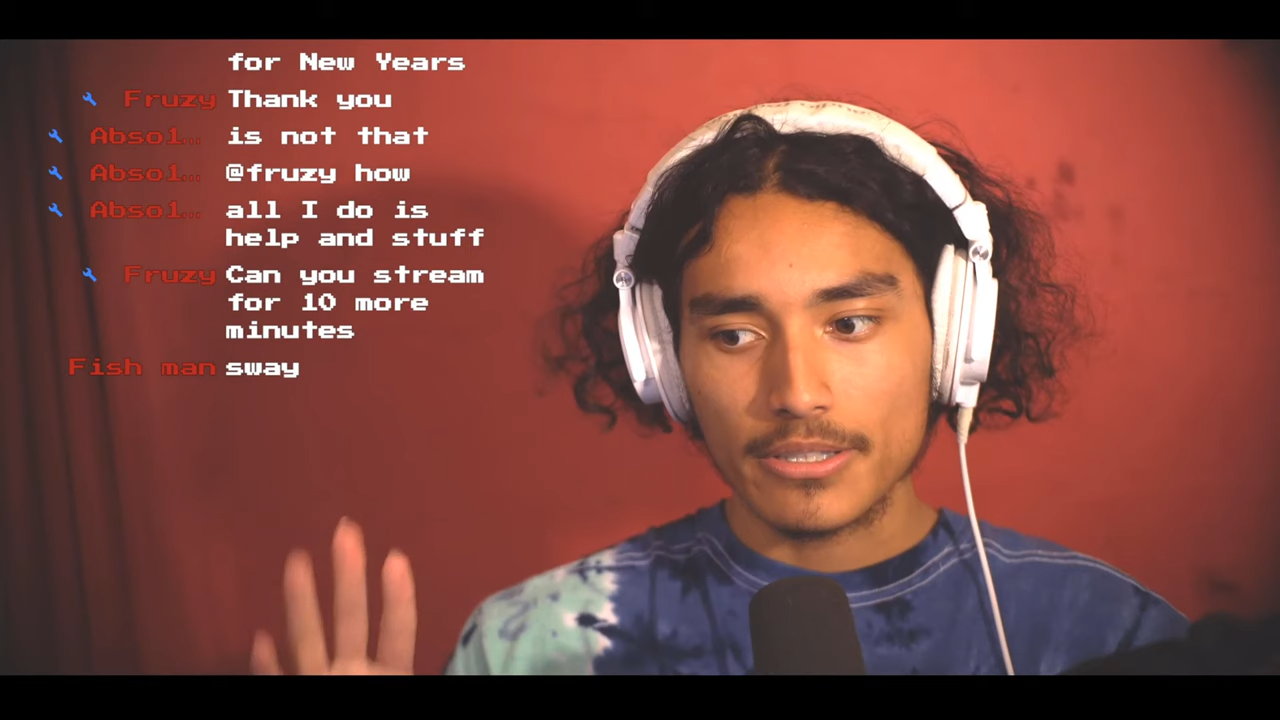 for New Years
Fruzy Thank you
Abso1… is not that
Abso1… @fruzy how
Abso1… all I do is
help and stuff
Fruzy Can you stream
for 10 more
minutes
Fish man sway